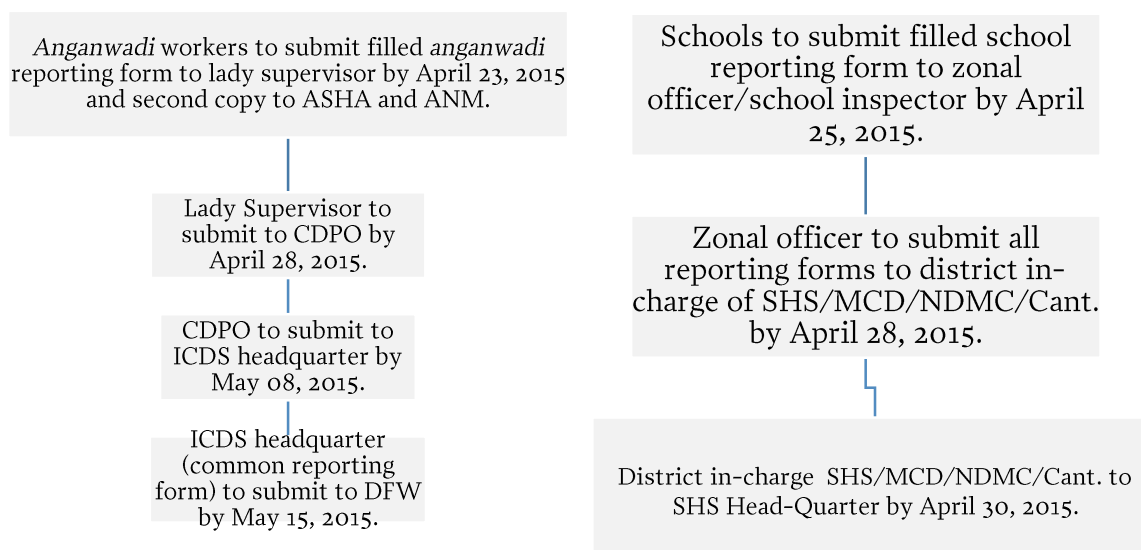 Anganwadi workers to submit filled anganwadi
reporting form to lady supervisor by April 23, 2015
and second copy to ASHA and ANM.
Lady Supervisor to
submit to CDPO by
April 28, 2015.
CDPO to submit to
ICDS headquarter by
May 08, 2015.
ICDS headquarter
(common reporting
form) to submit to DFW
by May 15, 2015.
Schools to submit filled school
reporting form to zonal
officer/school inspector by April
25, 2015.
Zonal officer to submit all
reporting forms to district in-
charge of SHS/MCD/NDMC/Cant.
by April 28, 2015.
District in-charge SHS/MCD/NDMC/Cant. to
SHS Head-Quarter by April 30, 2015.